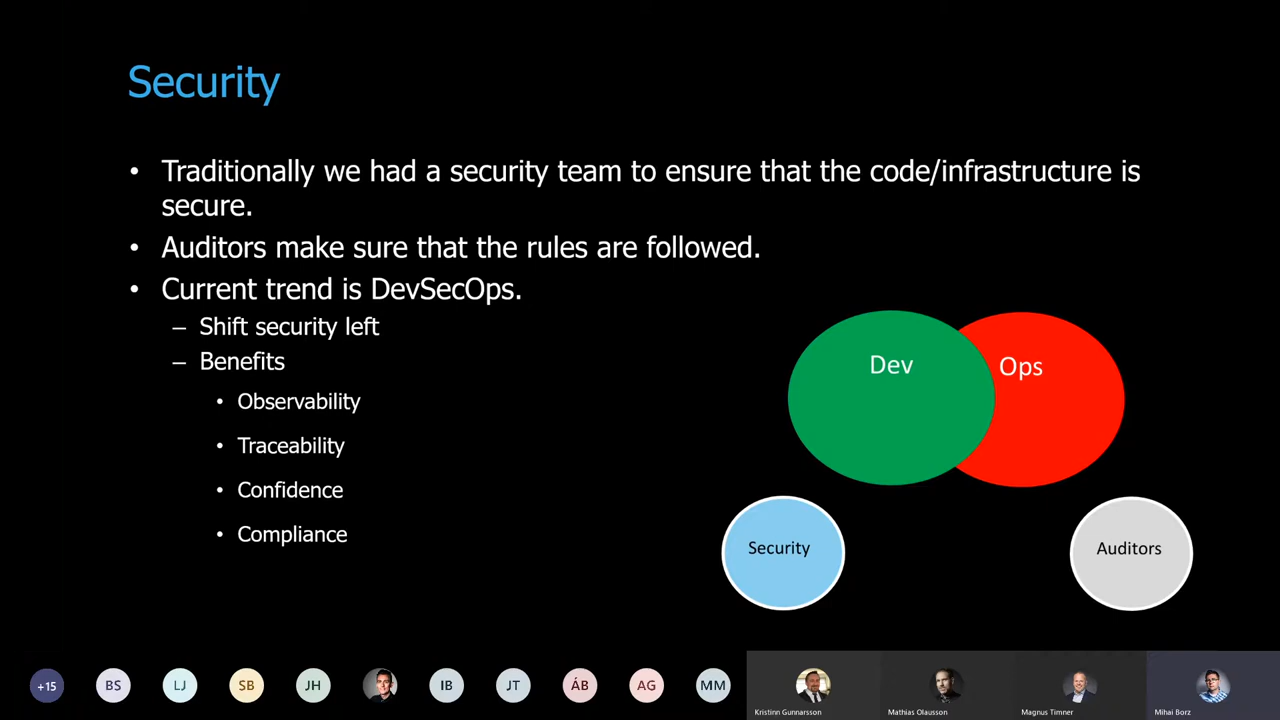 Security
• Traditionally we had a security team to ensure that the code/infrastructure is
secure.
• Auditors make sure that the rules are followed.
• Current trend is DevSecOps.
– Shift security left
– Benefits
• Observability
• Traceability
• Confidence
• Compliance
Dev
Ops
Security
Auditors
+15
BS
LJ
SB
JH
IB
JT
ÁB
AG
MM
Kristinn Gunnarsson
Mathias Olausson
Magnus Timner
Mihai Borz